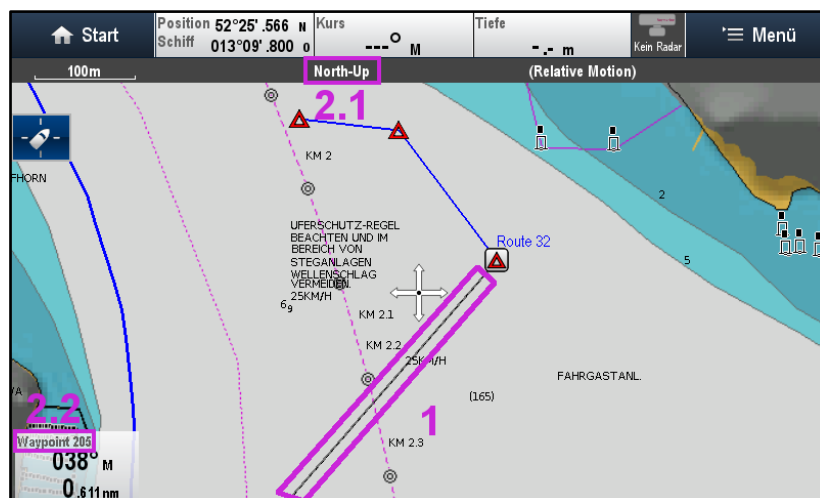 Start
Position 52°25'.566 N
Schiff 013°09'.800 O
Kurs
---° M
Tiefe
-.- m
Kein Radar
Menü
100m
North-Up
(Relative Motion)
2.1
KM 2
FHORN
2
UFERSCHUTZ-REGEL
BEACHTEN UND IM
BEREICH VON
STEGANLAGEN
WELLENSCHLAG
VERMEIDEN.
25KM/H
Route 32
5
6₉
KM 2.1
KM 2.2
25KM/H
FAHRGASTANL.
(165)
1
KM 2.3
2.2
Waypoint 205
038° M
0.611nm